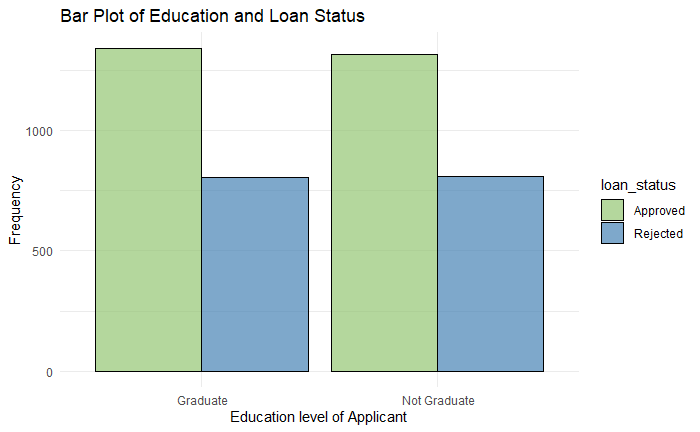 Bar Plot of Education and Loan Status
Frequency
1000
500
0
Graduate
Not Graduate
Education level of Applicant
loan_status
Approved
Rejected